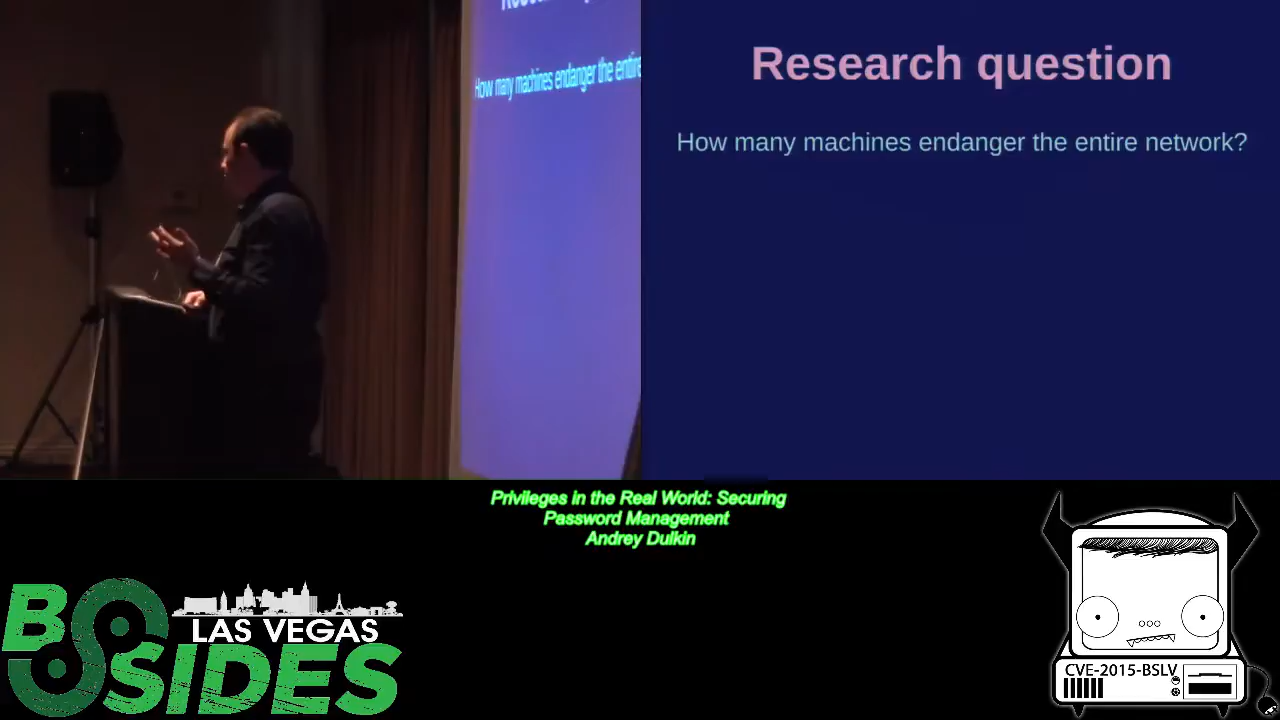 How many machines endanger the entire
Research question
How many machines endanger the entire network?
Privileges in the Real World: Securing
Password Management
Andrey Dulkin
BSIDES
LAS VEGAS
CVE-2015-BSLV